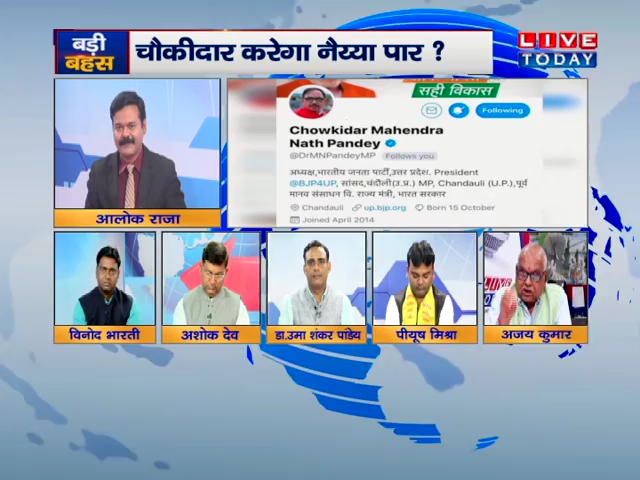 बड़ी
बहस
चौकीदार करेगा नैय्या पार ?
LIVE
TODAY
सही विकास
Following
Chowkidar Mahendra
Nath Pandey
@DrMNPandeyMP Follows you
अध्यक्ष,भारतीय जनता पार्टी,उत्तर प्रदेश. President
@BJP4UP, सांसद,चंदौली(उ.प्र.) MP, Chandauli (U.P.),पूर्व
मानव संसाधन वि. राज्य मंत्री, भारत सरकार
Chandauli up.bjp.org Born 15 October
Joined April 2014
आलोक राजा
विनोद भारती
अशोक देव
डा.उमा शंकर पांडेय
पीयूष मिश्रा
अजय कुमार